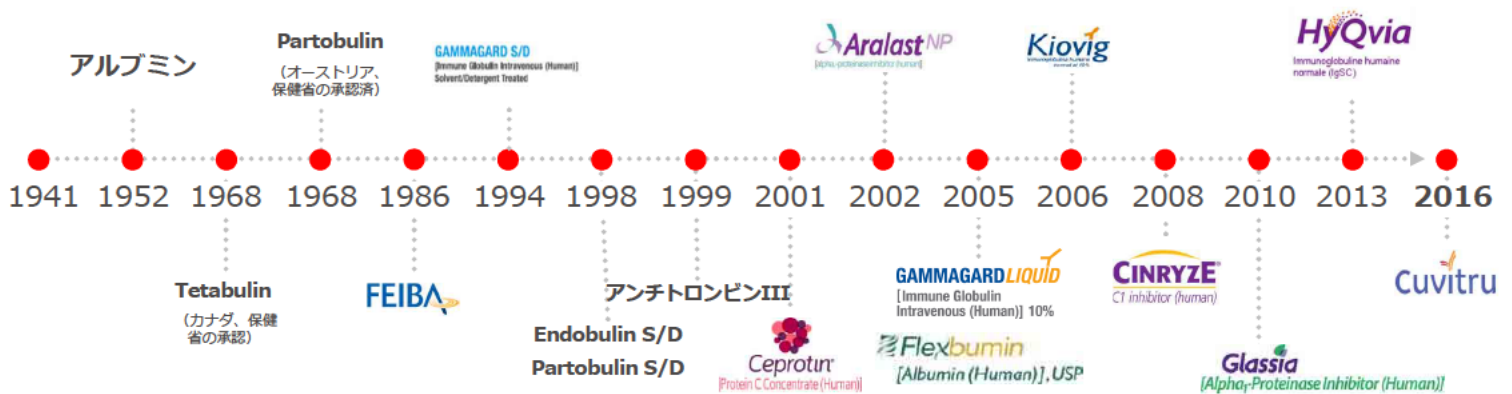 アルブミン
Partobulin
(オーストリア、
保健省の承認済)
GAMMAGARD S/D
[Immune Globulin Intravenous (Human)]
Solvent/Detergent Treated
Aralast NP
[alpha₁-proteinase inhibitor (human)]
Kiovig
HyQvia
Immunoglobuline humaine
normale (IgSC)
1941 1952 1968 1968 1986 1994 1998 1999 2001 2002 2005 2006 2008 2010 2013 2016
Tetabulin
(カナダ、保健
省の承認)
FEIBA
アンチトロンビンIII
Endobulin S/D
Partobulin S/D
Ceprotin
[Protein C Concentrate (Human)]
GAMMAGARD LIQUID
[Immune Globulin
Intravenous (Human)] 10%
Flexbumin
[Albumin (Human)], USP
CINRYZE®
C1 inhibitor (human)
Glassia
[Alpha₁-Proteinase Inhibitor (Human)]
cuvitru